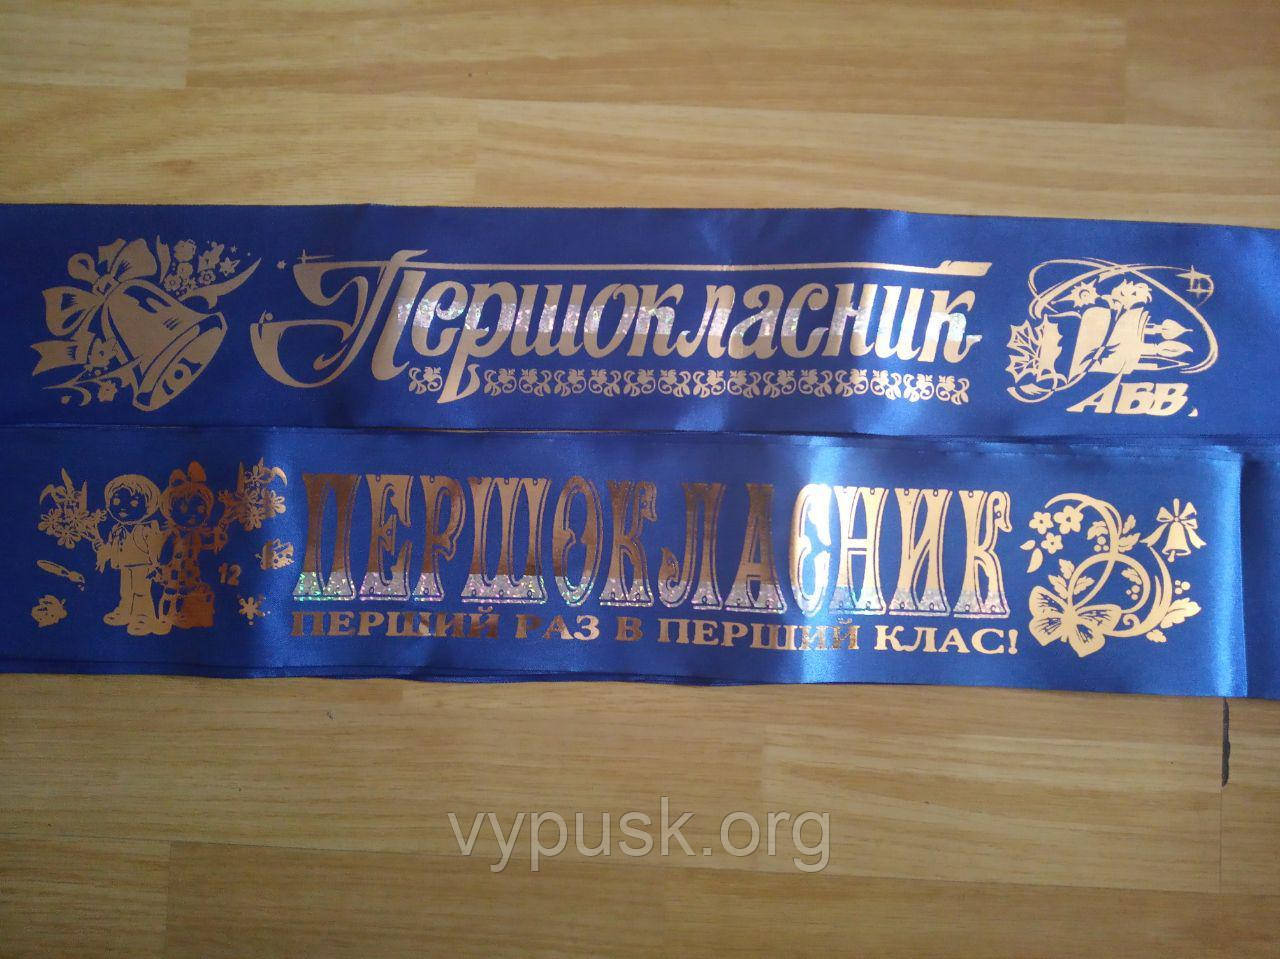 Першокласник
АБВ
12
ПЕРШОКЛАСНИК
ПЕРШИЙ РАЗ В ПЕРШИЙ КЛАС!
vypusk.org